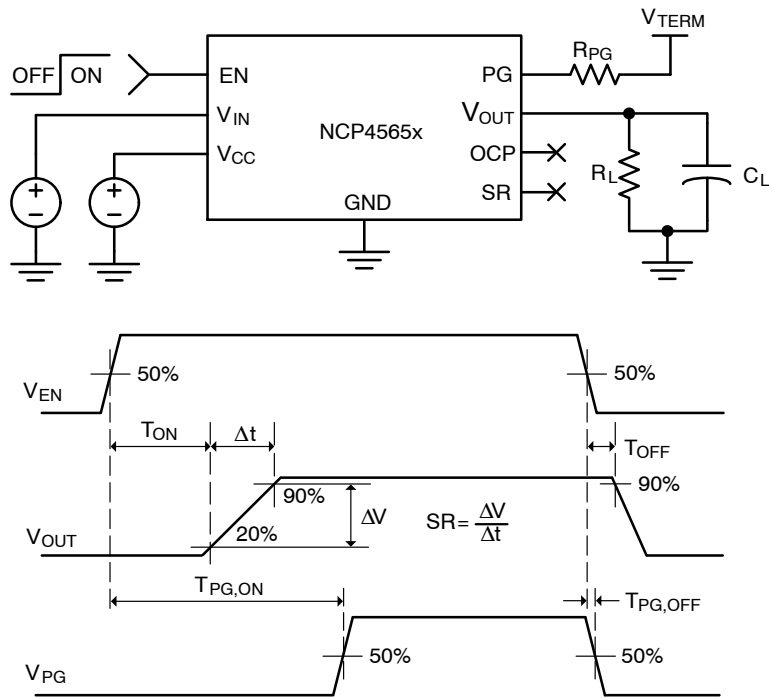 V_TERM
R_PG
OFF ON
EN
PG
V_IN
V_OUT
NCP4565x
V_CC
OCP
R_L
C_L
SR
GND
+
−
+
−
50%
50%
V_EN
T_ON
Δt
T_OFF
90%
90%
ΔV
SR = ΔV/Δt
20%
V_OUT
T_PG,ON
T_PG,OFF
50%
50%
V_PG